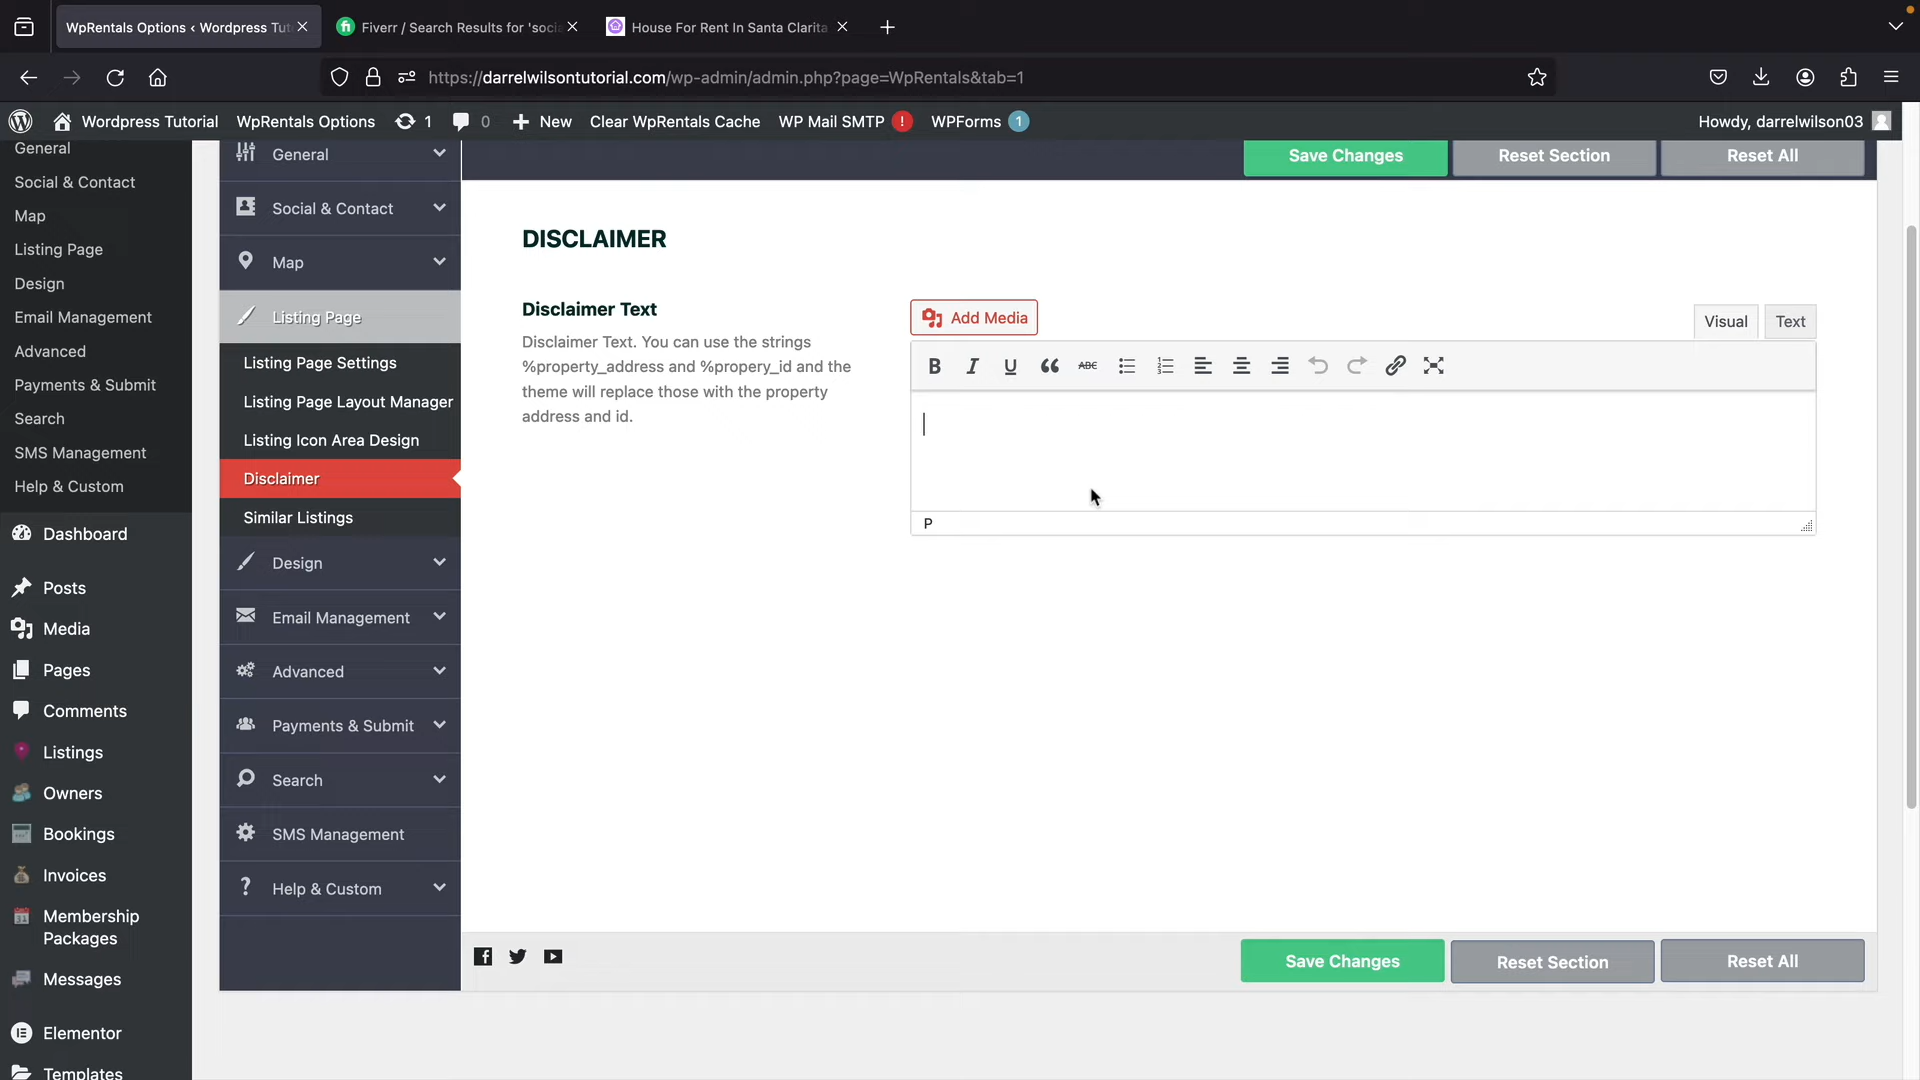 WpRentals Options ‹ Wordpress Tut
Fiverr / Search Results for 'socia
House For Rent In Santa Clarita
https://darrelwilsontutorial.com/wp-admin/admin.php?page=WpRentals&tab=1
Wordpress Tutorial
WpRentals Options
1
0
New
Clear WpRentals Cache
WP Mail SMTP !
WPForms 1
Howdy, darrelwilson03
General
Social & Contact
Map
Listing Page
Design
Email Management
Advanced
Payments & Submit
Search
SMS Management
Help & Custom
Dashboard
Posts
Media
Pages
Comments
Listings
Owners
Bookings
Invoices
Membership
Packages
Messages
Elementor
Templates
General
Social & Contact
Map
Listing Page
Listing Page Settings
Listing Page Layout Manager
Listing Icon Area Design
Disclaimer
Similar Listings
Design
Email Management
Advanced
Payments & Submit
Search
SMS Management
Help & Custom
Save Changes
Reset Section
Reset All
DISCLAIMER
Disclaimer Text
Disclaimer Text. You can use the strings
%property_address and %propery_id and the
theme will replace those with the property
address and id.
Add Media
Visual
Text
B I U ABC
P
Save Changes
Reset Section
Reset All